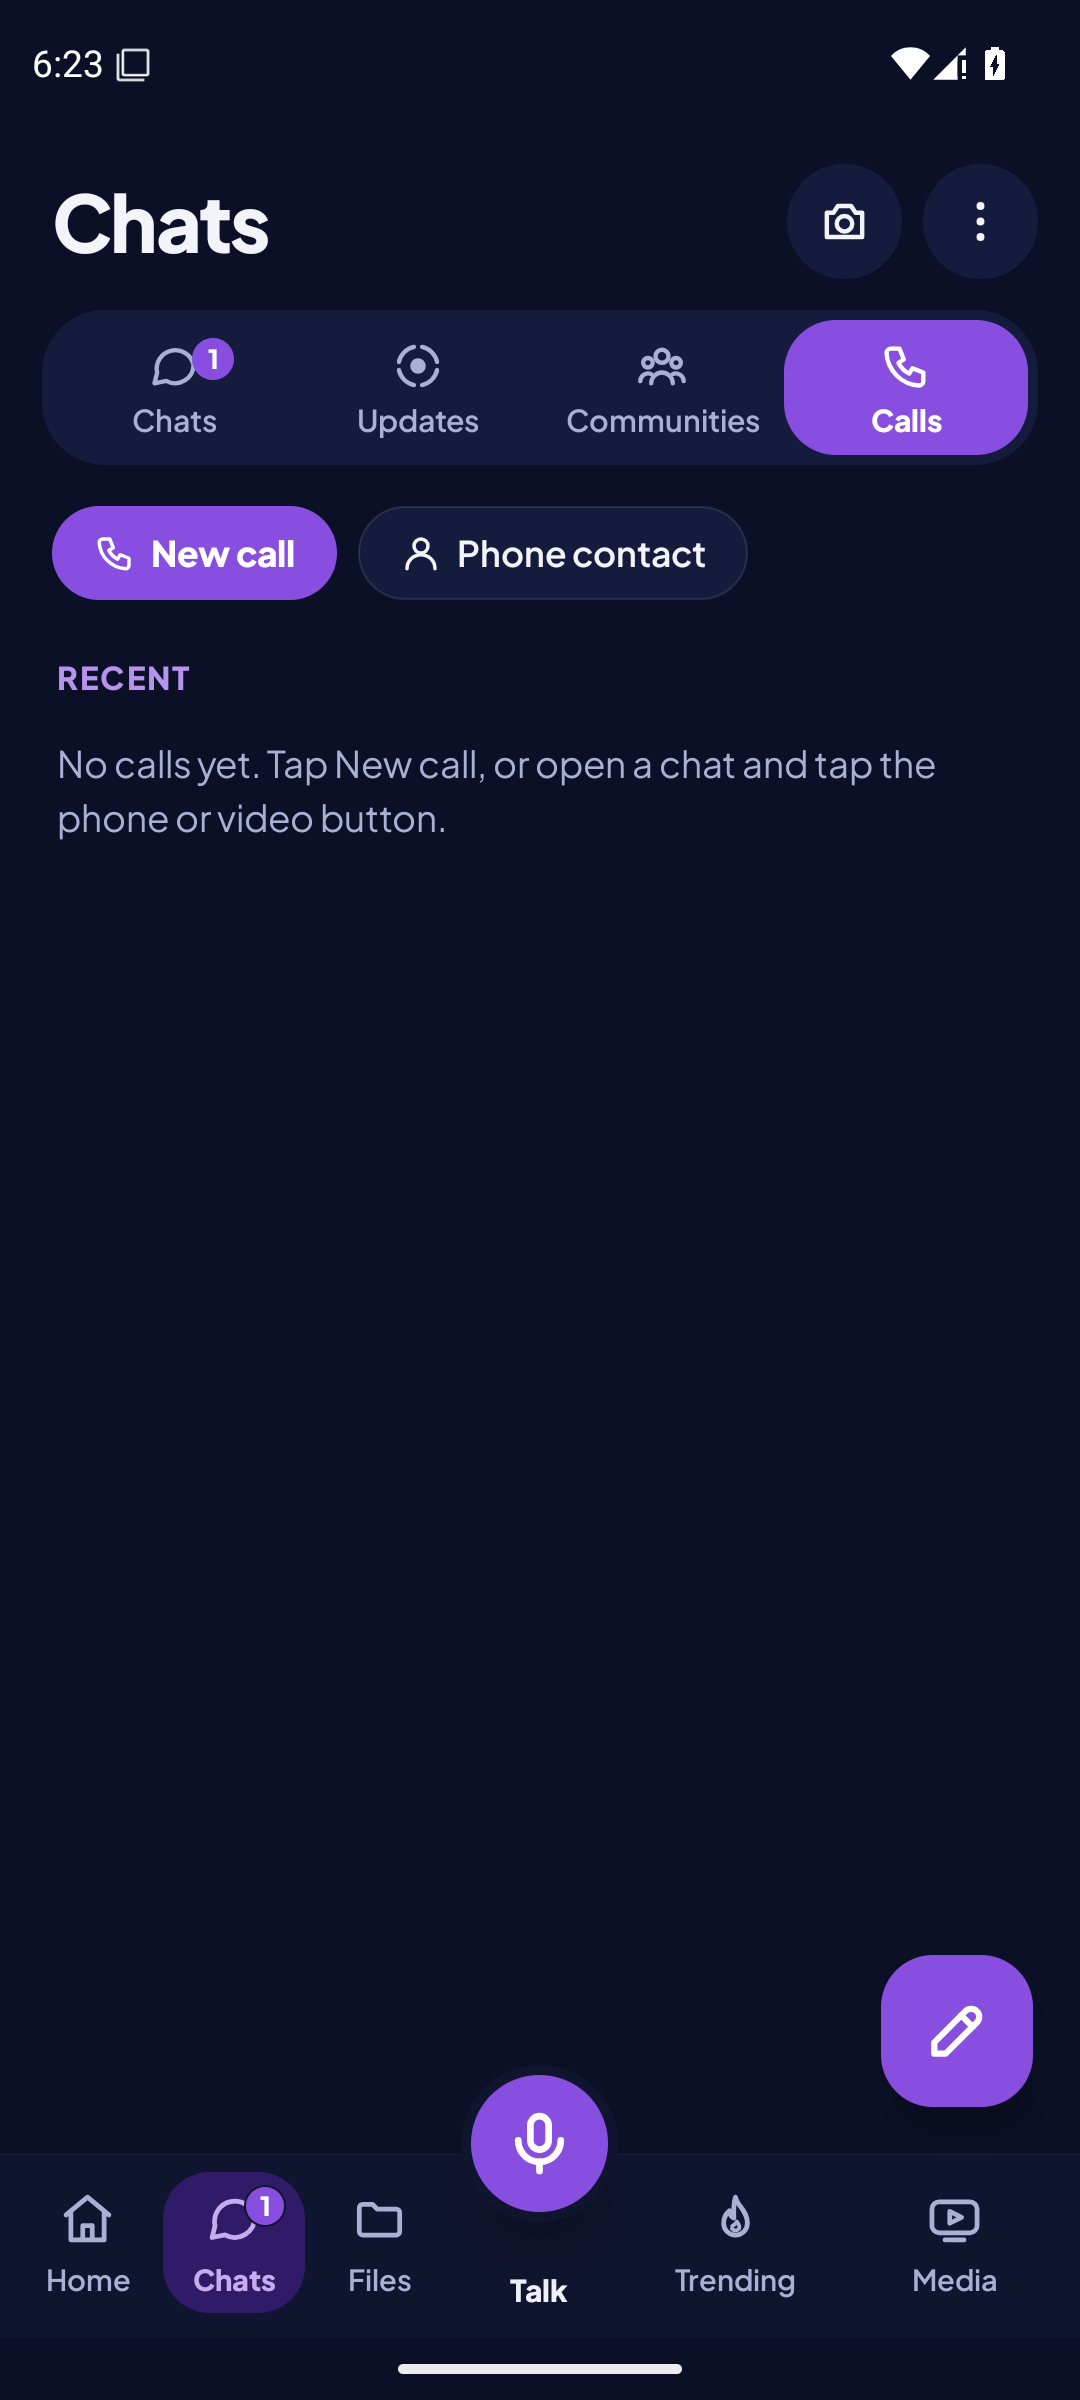 6:23
Chats
1
Chats
Updates
Communities
Calls
New call
Phone contact
RECENT
No calls yet. Tap New call, or open a chat and tap the
phone or video button.
1
Home
Chats
Files
Talk
Trending
Media